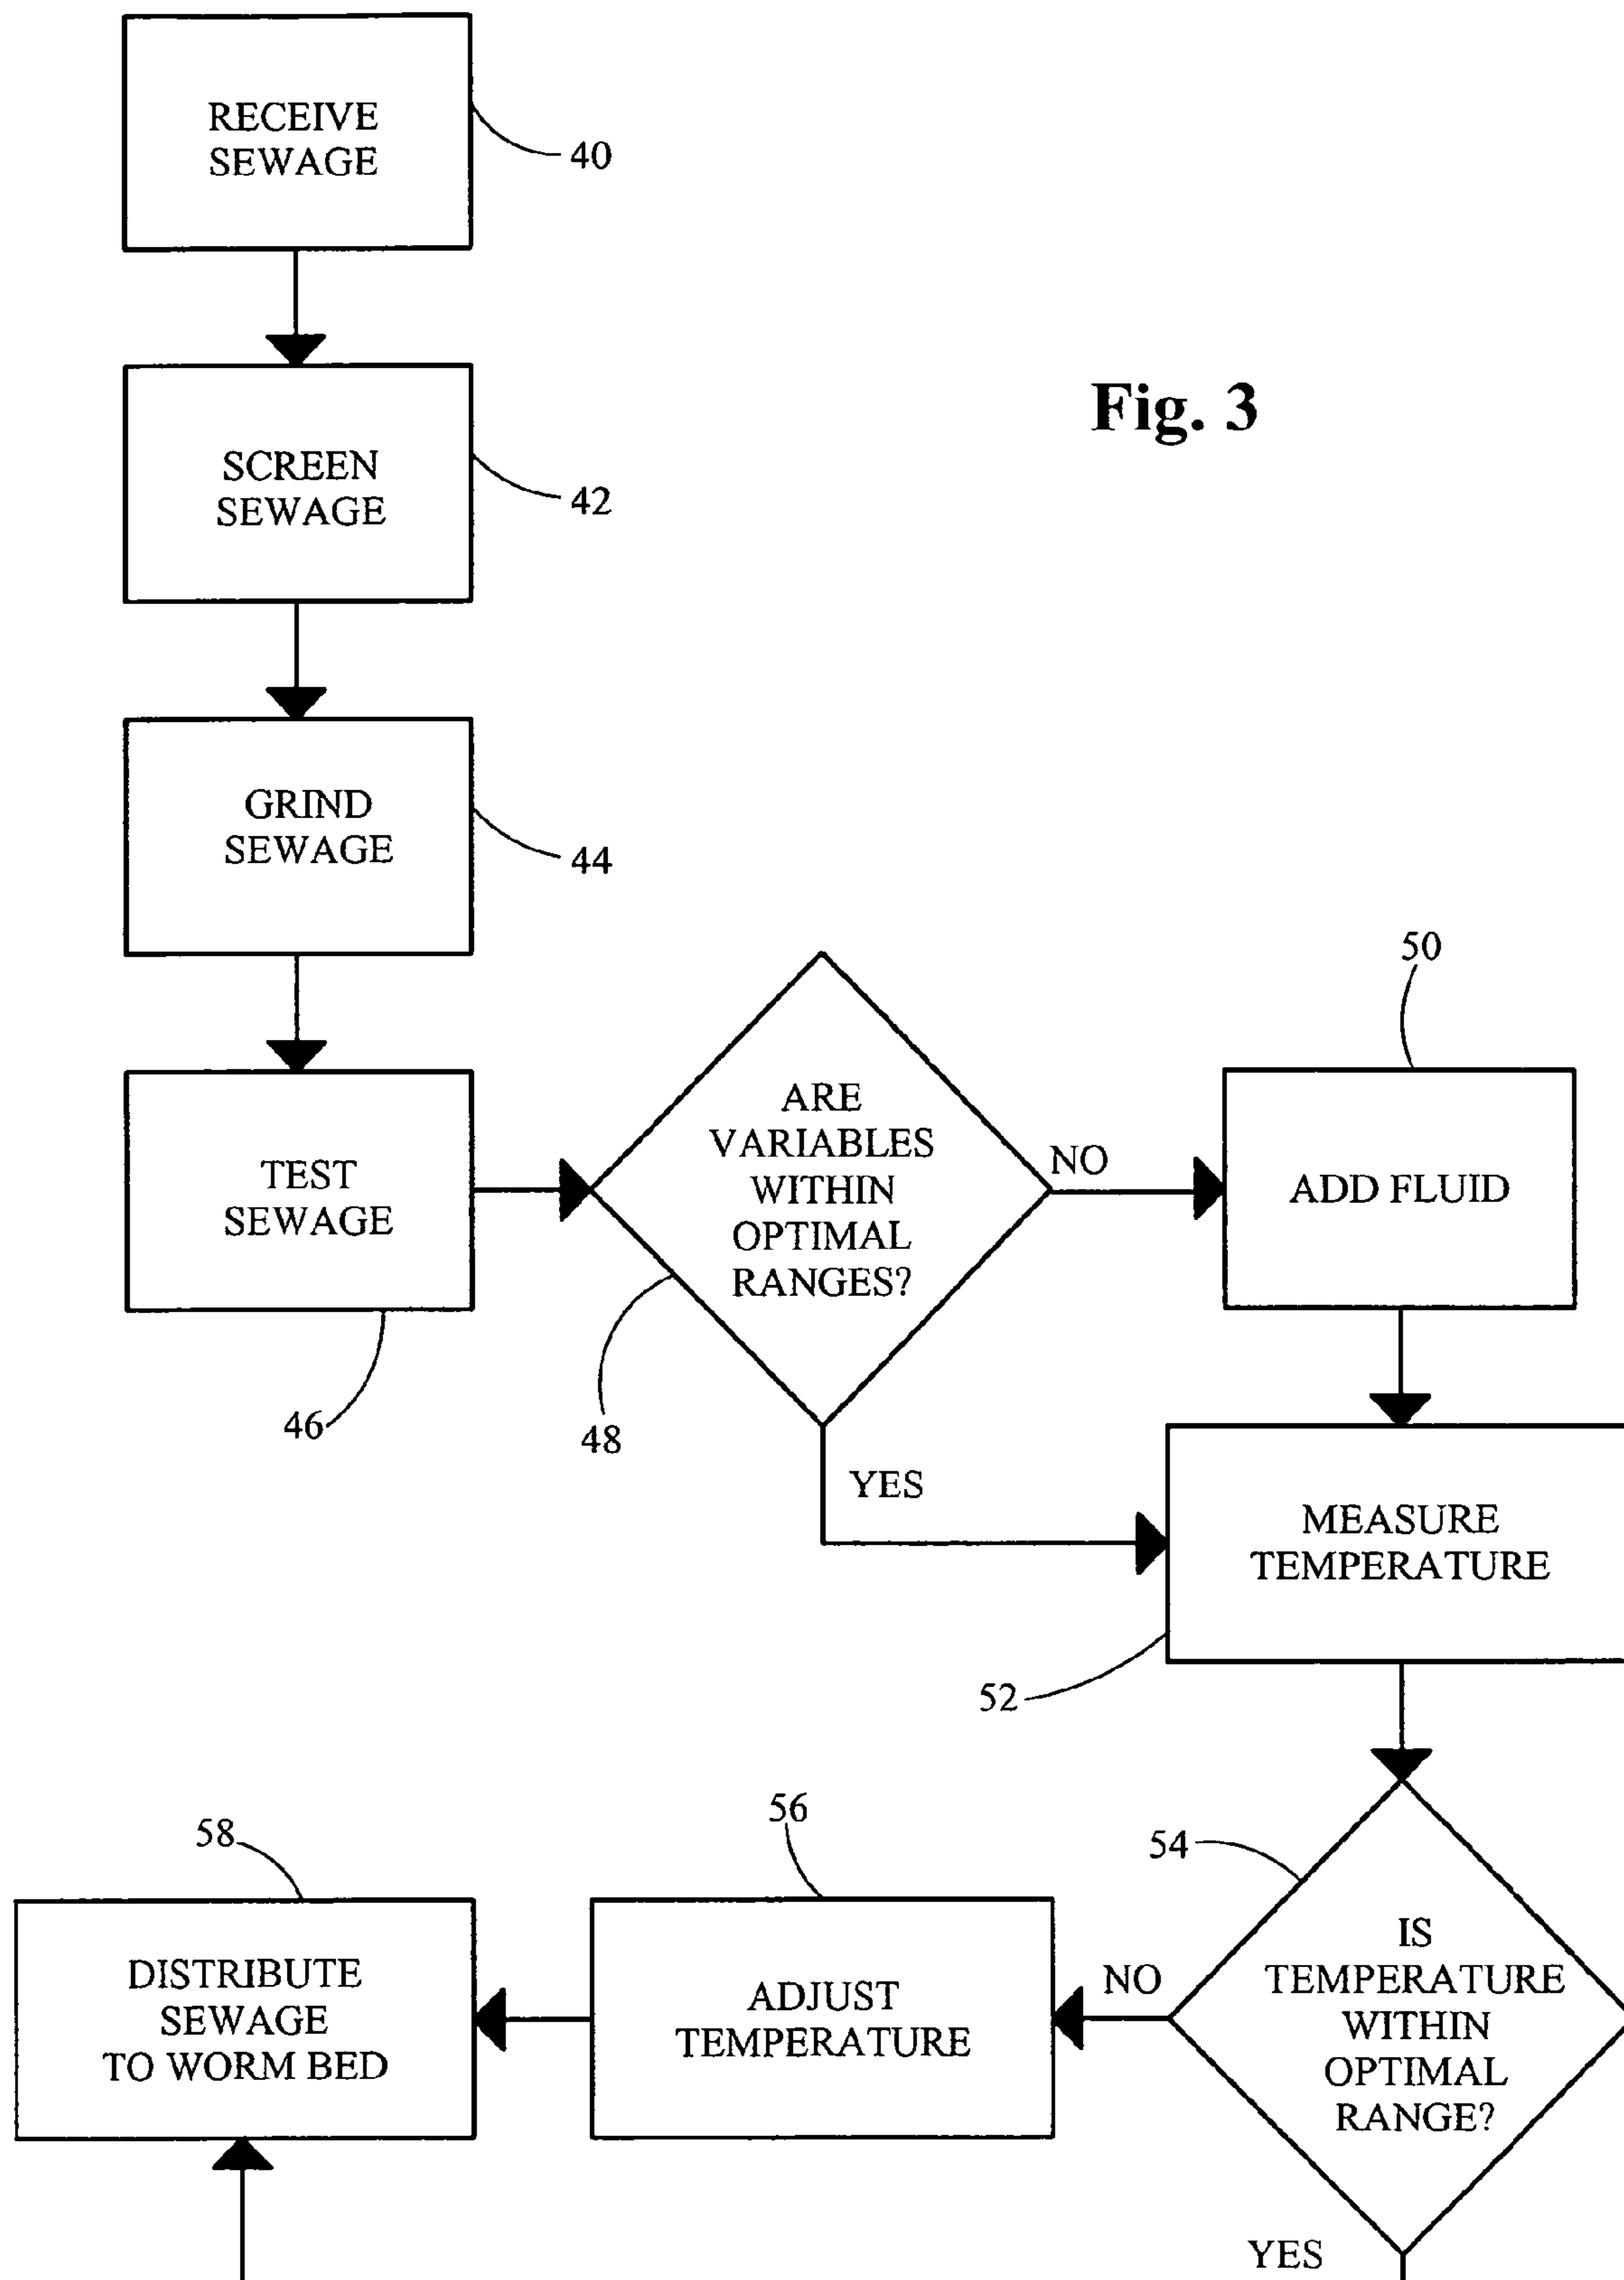 RECEIVE
SEWAGE
40
Fig. 3
SCREEN
SEWAGE
42
GRIND
SEWAGE
44
50
ARE
VARIABLES
WITHIN
OPTIMAL
RANGES?
NO
ADD FLUID
TEST
SEWAGE
46
48
YES
MEASURE
TEMPERATURE
52
54
56
58
IS
TEMPERATURE
WITHIN
OPTIMAL
RANGE?
NO
ADJUST
TEMPERATURE
DISTRIBUTE
SEWAGE
TO WORM BED
YES